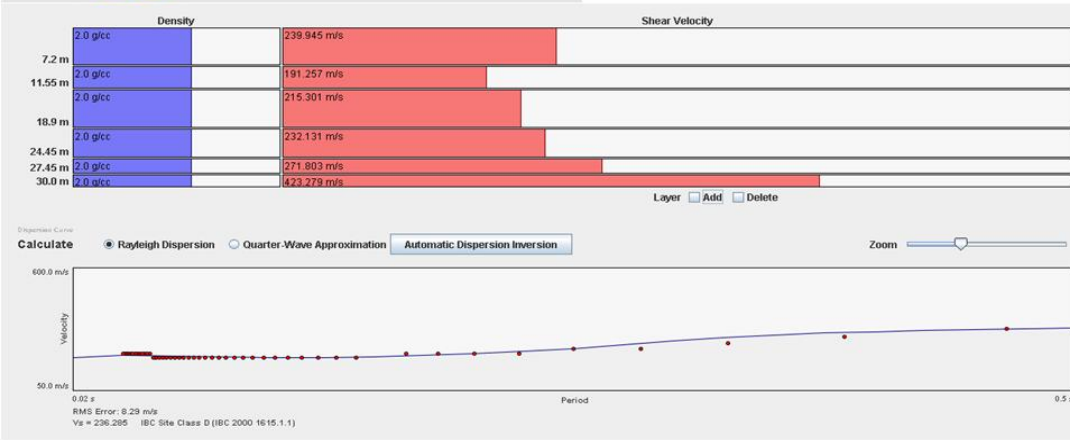 Density Shear Velocity
2.0 g/cc 239.945 m/s
7.2 m
2.0 g/cc 191.257 m/s
11.55 m
2.0 g/cc 215.301 m/s
18.9 m
2.0 g/cc 232.131 m/s
24.45 m
27.45 m 2.0 g/cc 271.803 m/s
30.0 m 2.0 g/cc 423.279 m/s
Layer Add Delete
Dispersion Curve
Calculate Rayleigh Dispersion Quarter-Wave Approximation Automatic Dispersion Inversion Zoom
600.0 m/s
Velocity
50.0 m/s
0.02 s Period 0.5 s
RMS Error: 8.29 m/s
Vs = 236.285 IBC Site Class D (IBC 2000 1615.1.1)